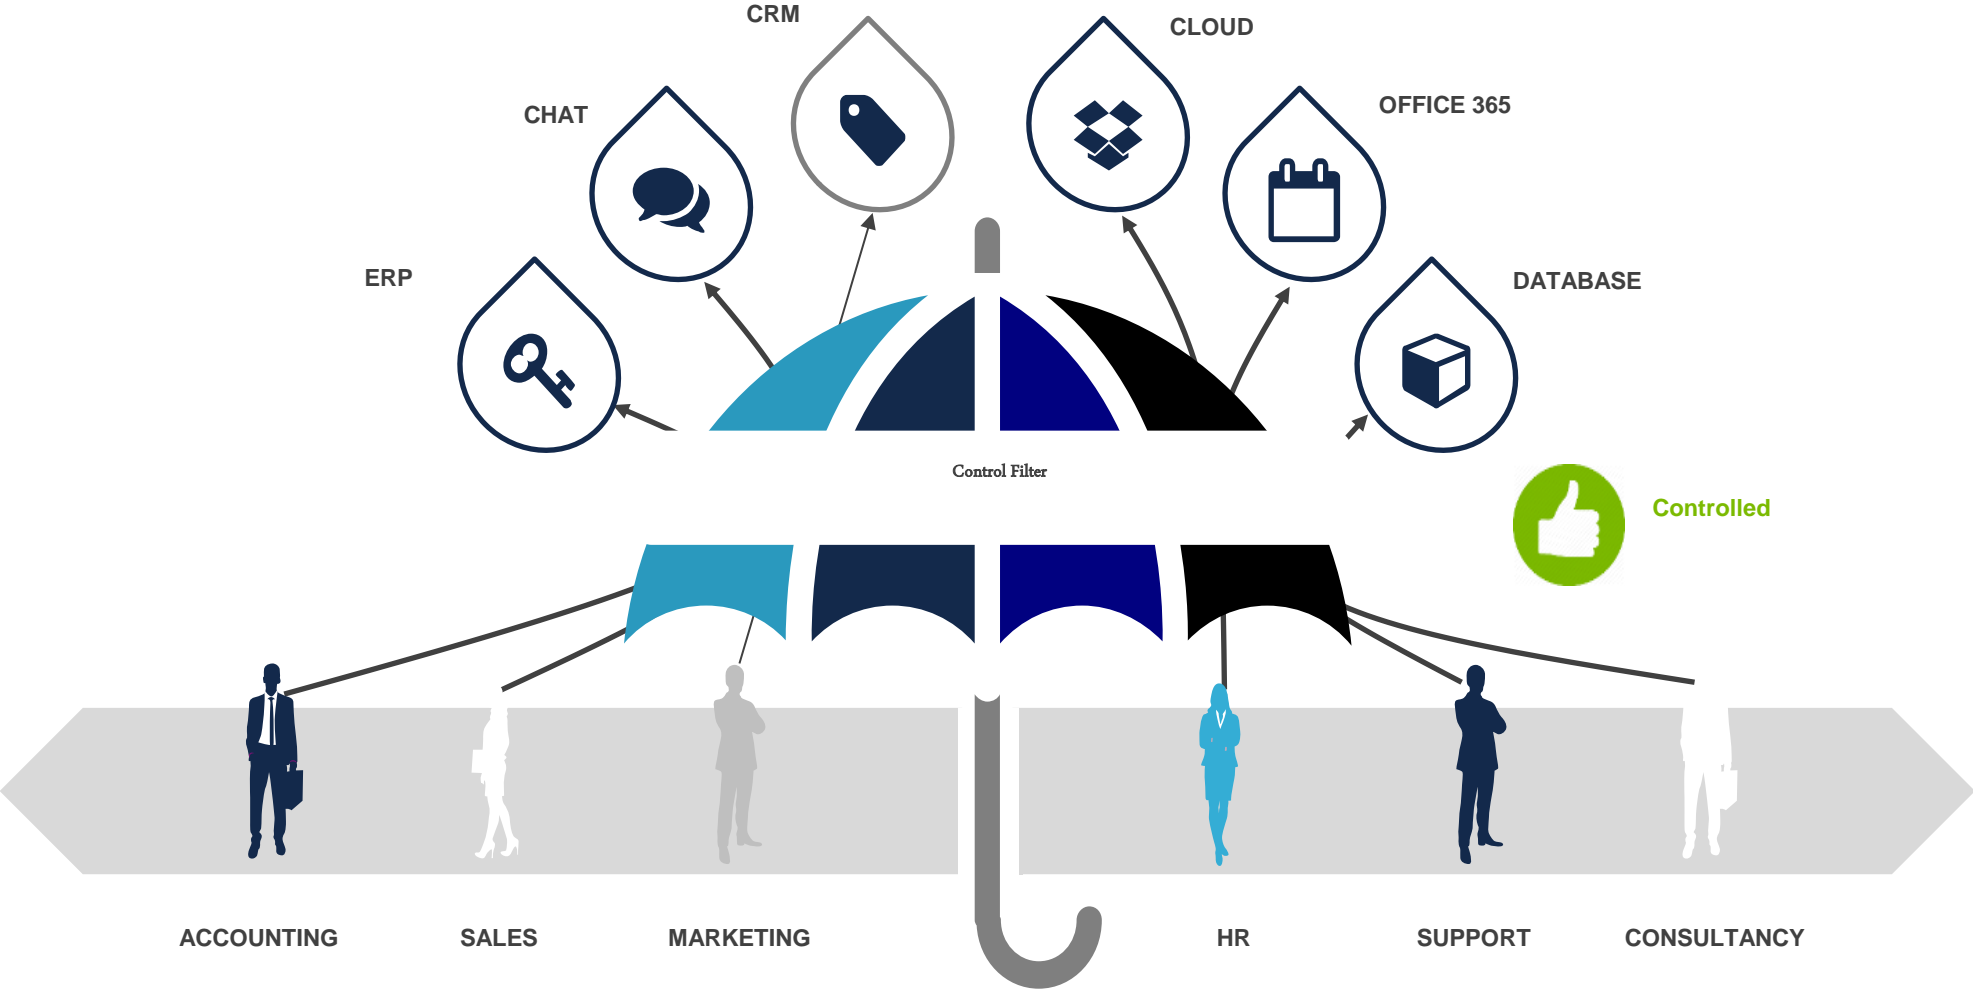 CRM
CLOUD
CHAT
OFFICE 365
ERP
DATABASE
Control Filter
Controlled
ACCOUNTING
SALES
MARKETING
HR
SUPPORT
CONSULTANCY